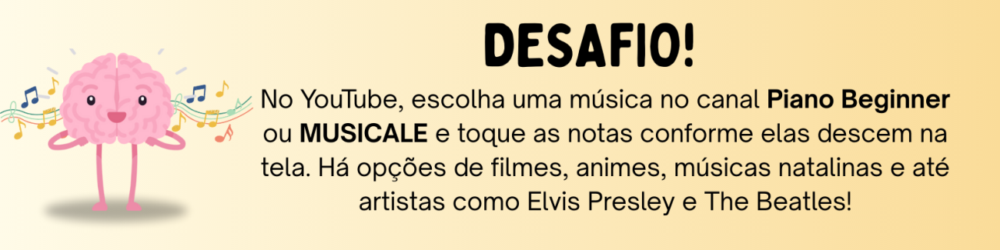 DESAFIO!
No YouTube, escolha uma música no canal Piano Beginner
ou MUSICALE e toque as notas conforme elas descem na
tela. Há opções de filmes, animes, músicas natalinas e até
artistas como Elvis Presley e The Beatles!